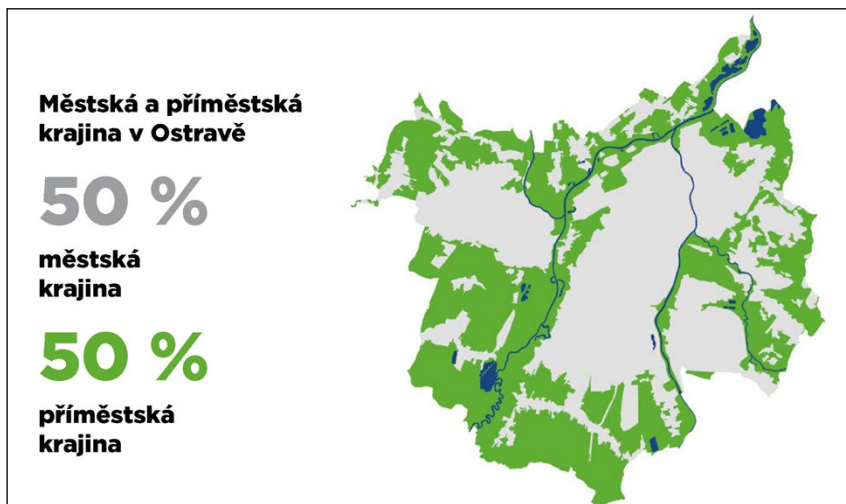 Městská a příměstská
krajina v Ostravě
50 %
městská
krajina
50 %
příměstská
krajina